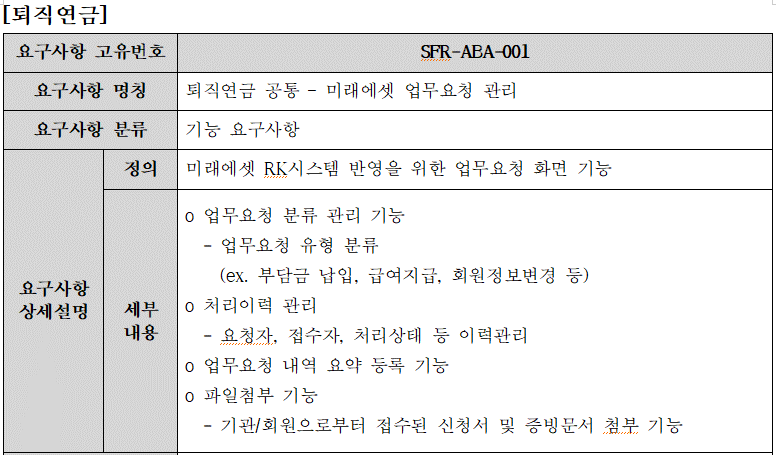 [퇴직연금]
요구사항 고유번호 SFR-ABA-001
요구사항 명칭 퇴직연금 공통 - 미래에셋 업무요청 관리
요구사항 분류 기능 요구사항
요구사항 상세설명 정의 미래에셋 RK시스템 반영을 위한 업무요청 화면 기능
세부 내용
o 업무요청 분류 관리 기능
- 업무요청 유형 분류
(ex. 부담금 납입, 급여지급, 회원정보변경 등)
o 처리이력 관리
- 요청자, 접수자, 처리상태 등 이력관리
o 업무요청 내역 요약 등록 기능
o 파일첨부 기능
- 기관/회원으로부터 접수된 신청서 및 증빙문서 첨부 기능